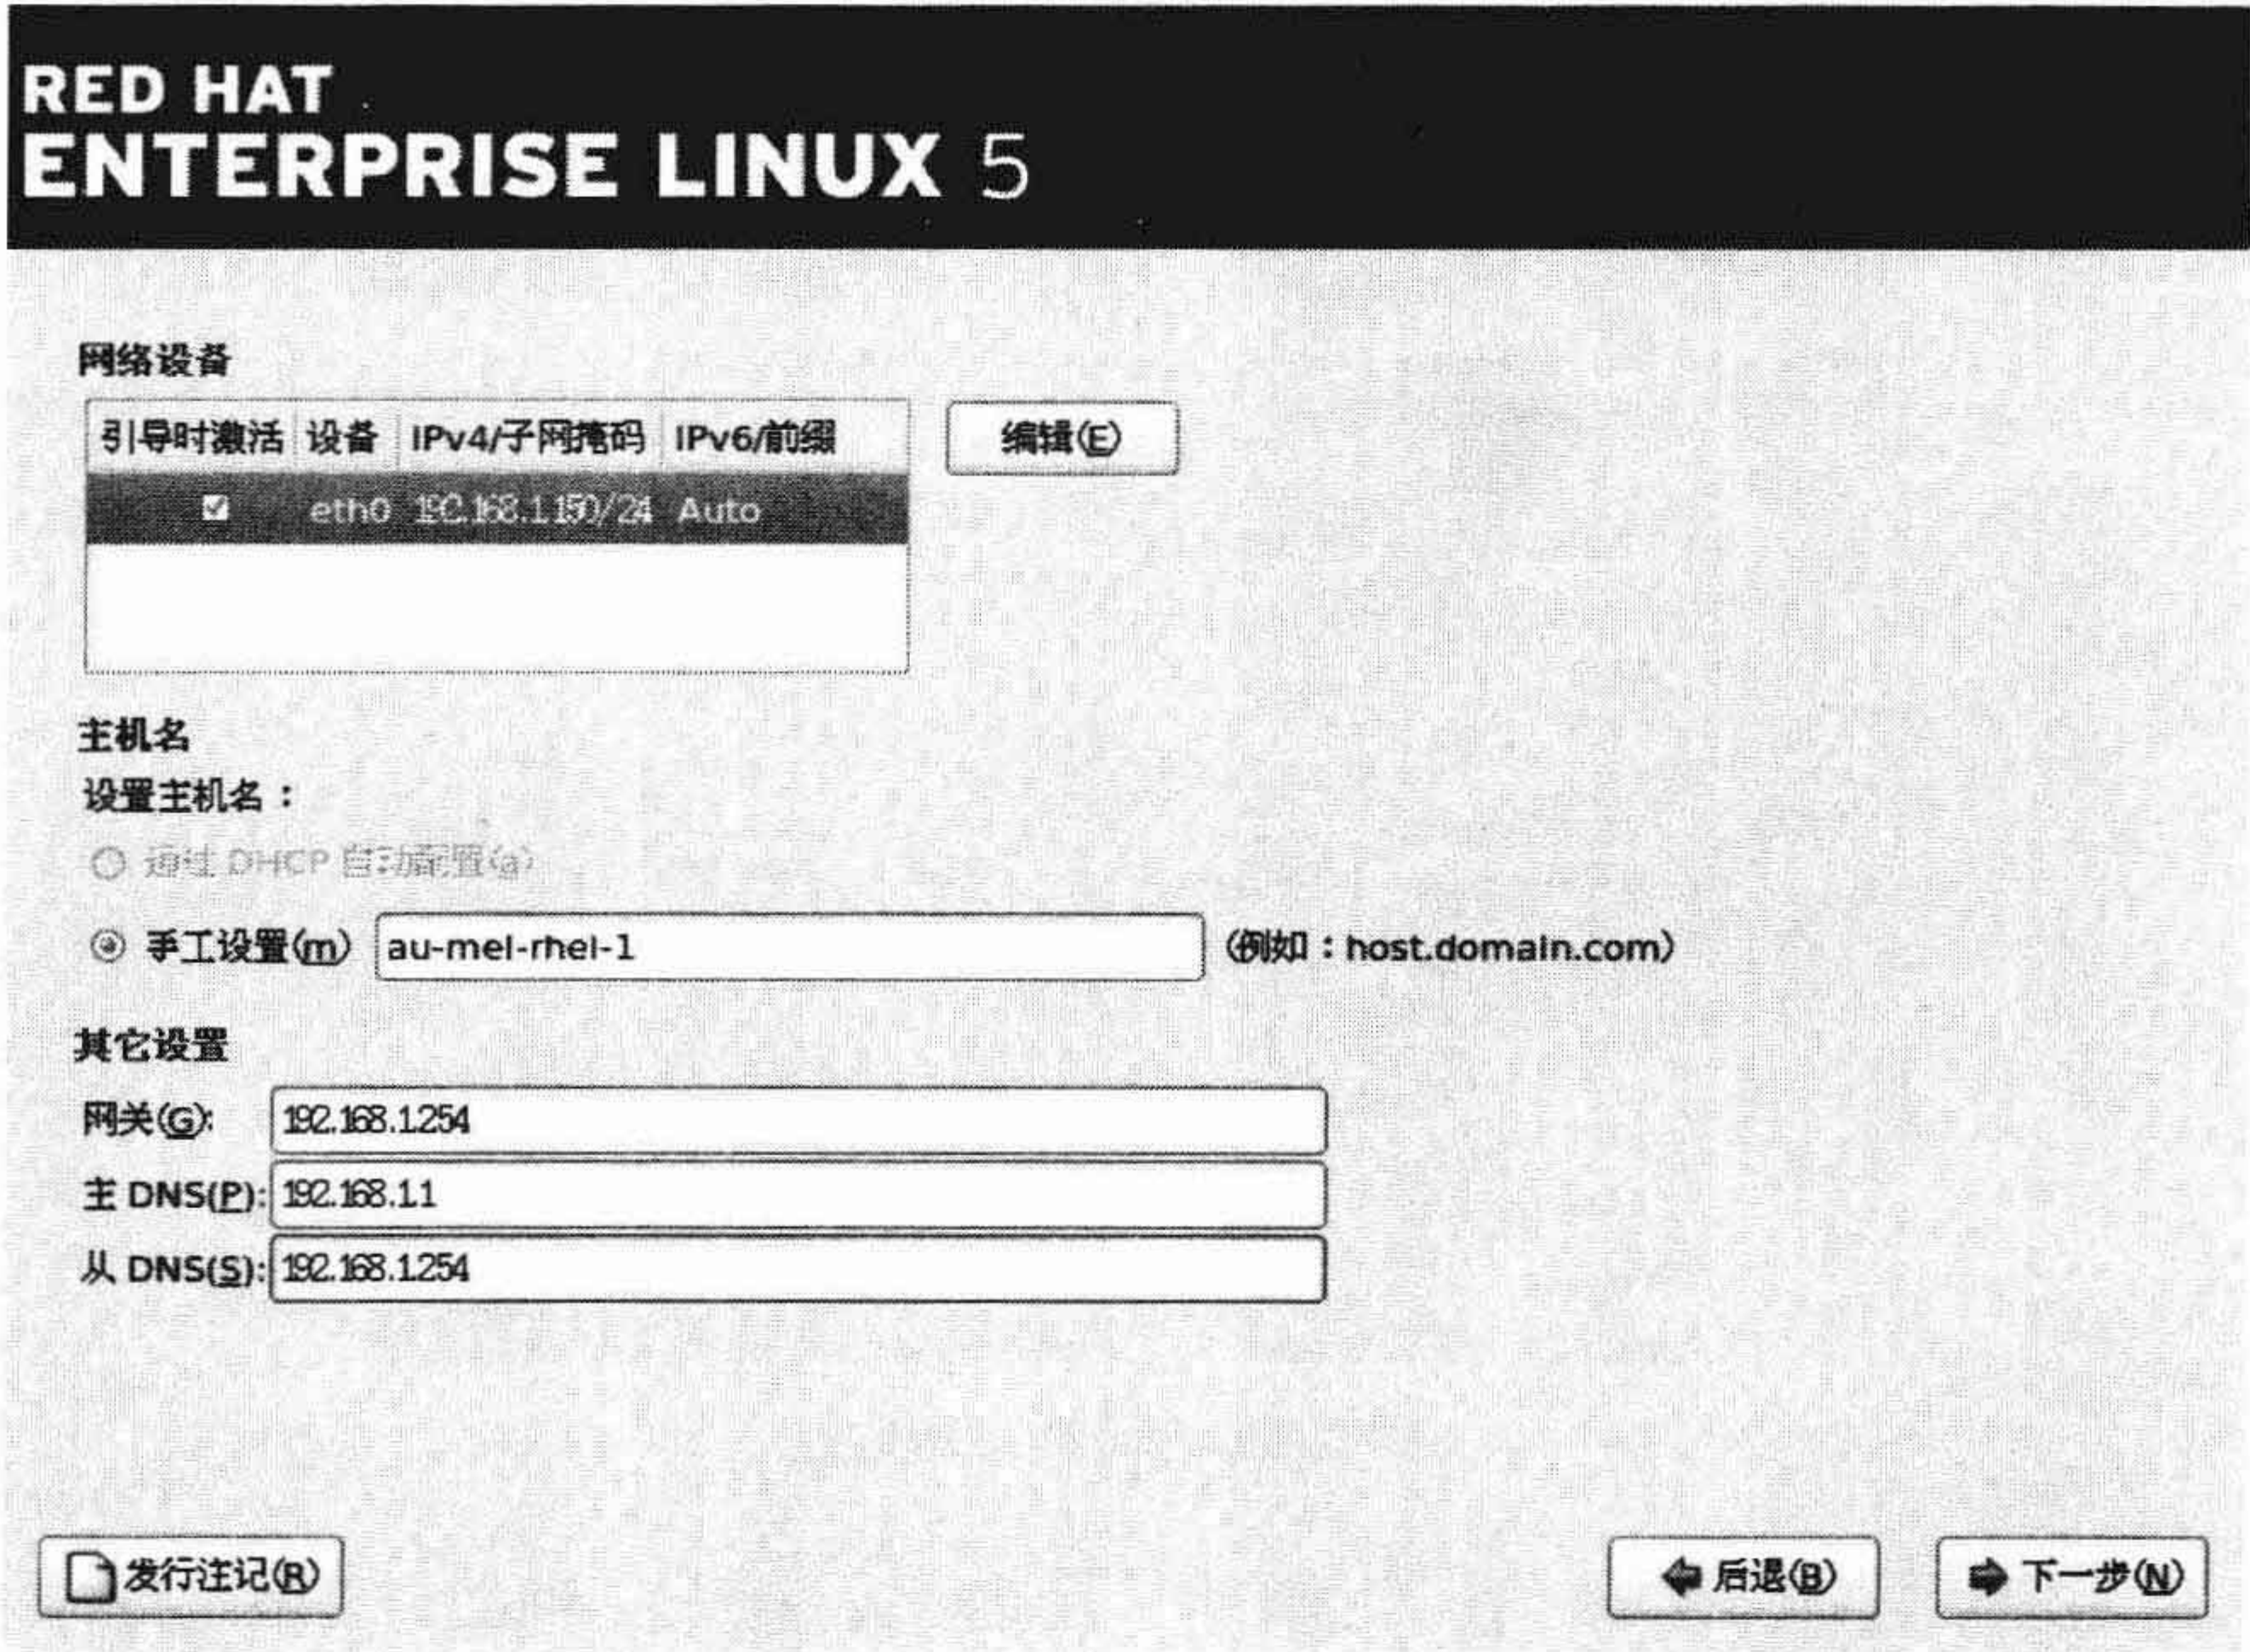 RED HAT
ENTERPRISE LINUX 5
网络设备
引导时激活 设备 IPv4/子网掩码 IPv6/前缀 编辑(E)
eth0 192.168.1.150/24 Auto
主机名
设置主机名：
通过 DHCP 自动配置(a)
手工设置(m) au-mel-rhel-1 (例如：host.domain.com)
其它设置
网关(G): 192.168.1.254
主 DNS(P): 192.168.1.1
从 DNS(S): 192.168.1.254
发行注记(R) 后退(B) 下一步(N)